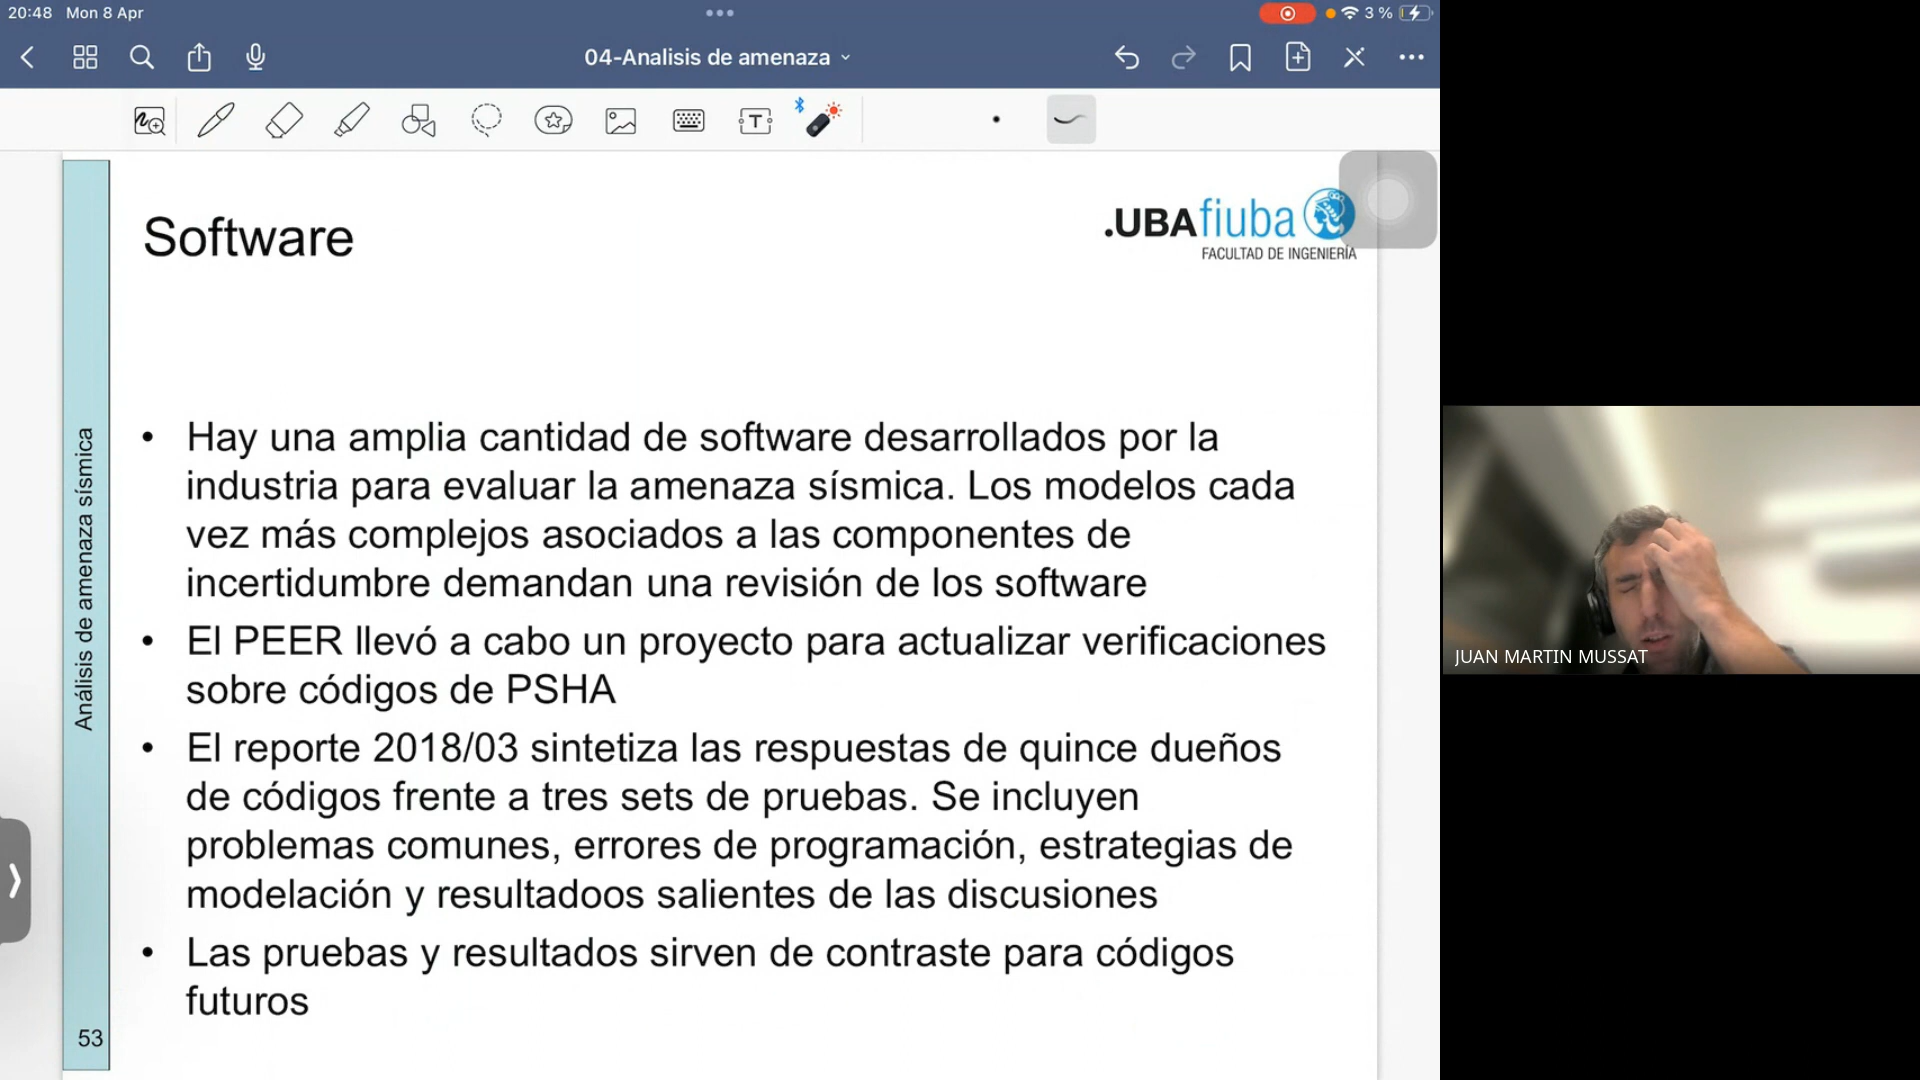 20:48 Mon 8 Apr
3 %
04-Analisis de amenaza
T
Software
.UBAfiuba
FACULTAD DE INGENIERÍA
Análisis de amenaza sísmica
• Hay una amplia cantidad de software desarrollados por la
industria para evaluar la amenaza sísmica. Los modelos cada
vez más complejos asociados a las componentes de
incertidumbre demandan una revisión de los software
• El PEER llevó a cabo un proyecto para actualizar verificaciones
sobre códigos de PSHA
• El reporte 2018/03 sintetiza las respuestas de quince dueños
de códigos frente a tres sets de pruebas. Se incluyen
problemas comunes, errores de programación, estrategias de
modelación y resultadoos salientes de las discusiones
• Las pruebas y resultados sirven de contraste para códigos
futuros
53
JUAN MARTIN MUSSAT